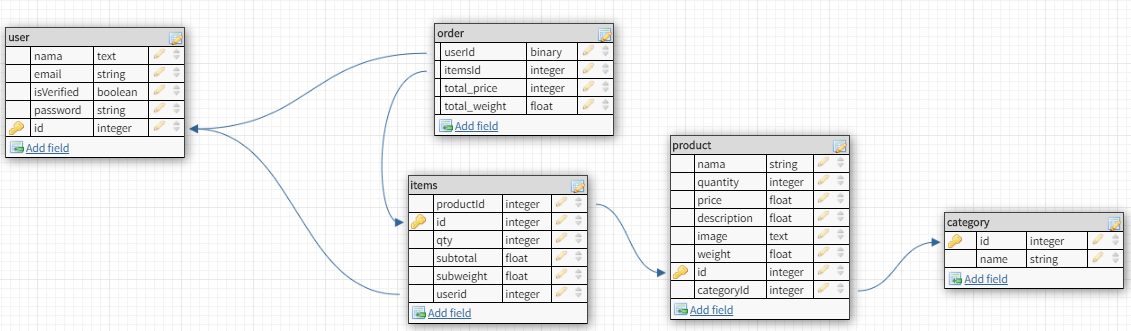 user
nama text
email string
isVerified boolean
password string
id integer
Add field
order
userId binary
itemsId integer
total_price integer
total_weight float
Add field
items
productId integer
id integer
qty integer
subtotal float
subweight float
userid integer
Add field
product
nama string
quantity integer
price float
description float
image text
weight float
id integer
categoryId integer
Add field
category
id integer
name string
Add field